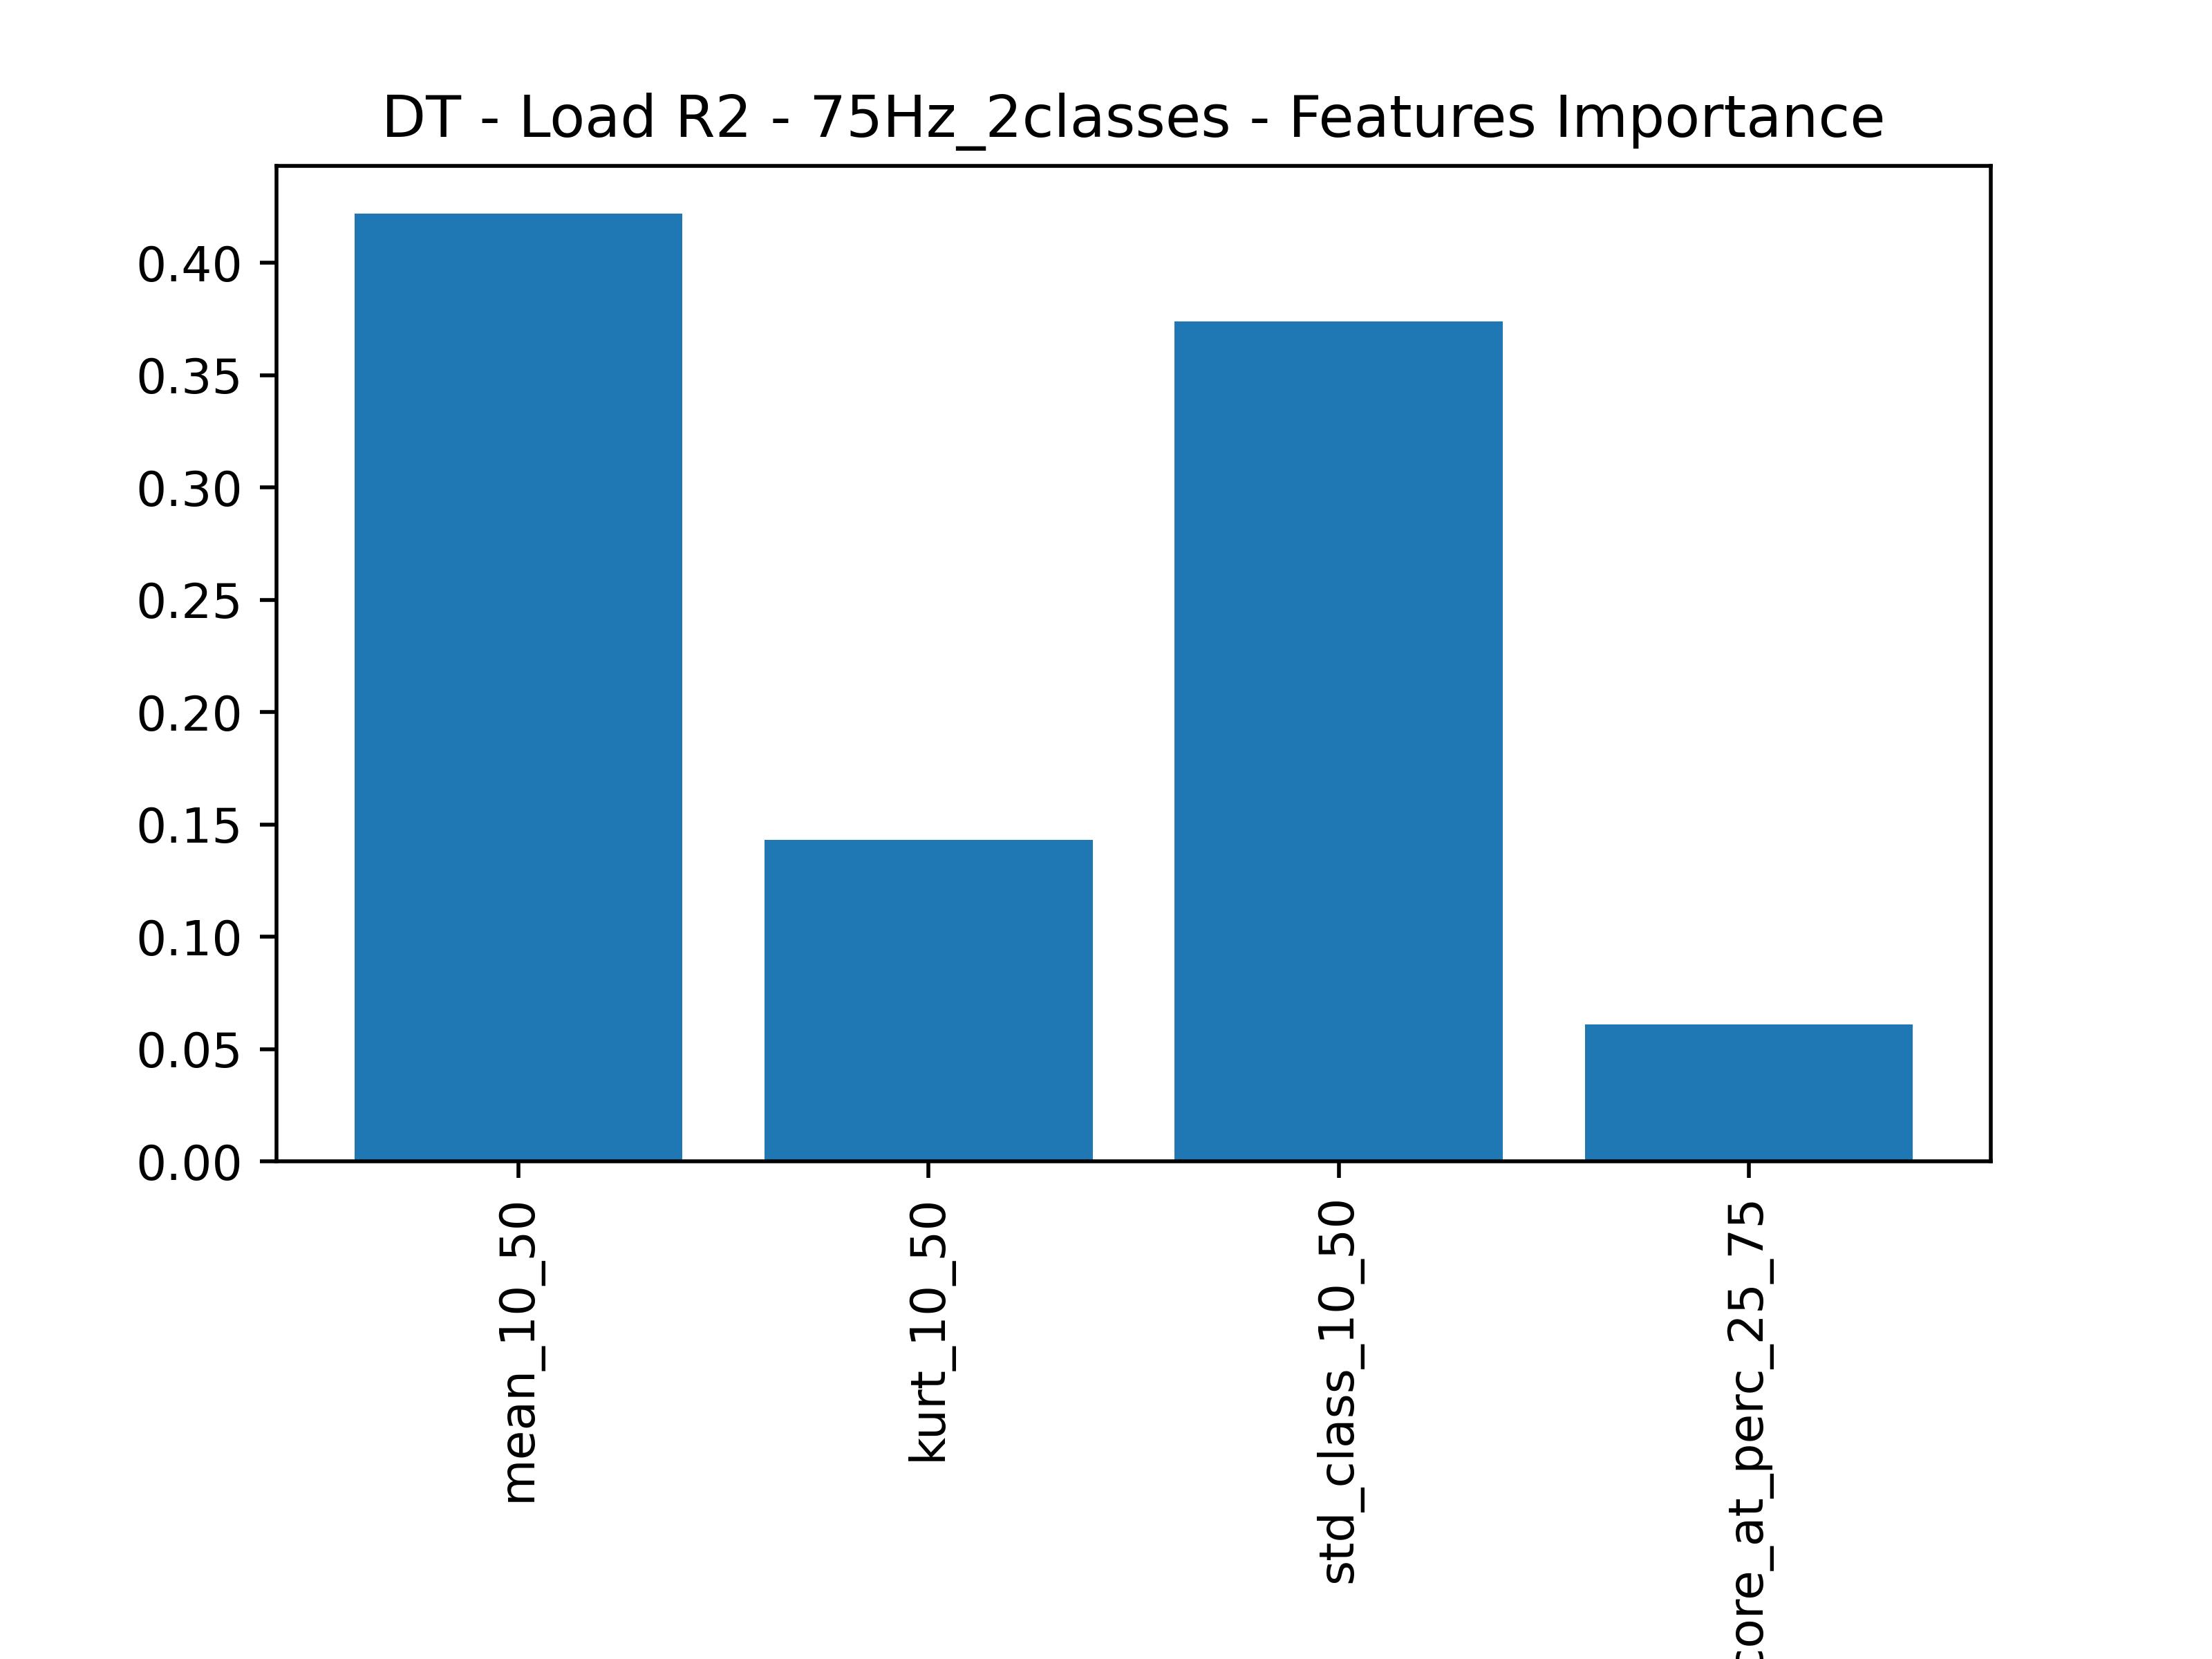 DT - Load R2 - 75Hz_2classes - Features Importance
0.40
0.35
0.30
0.25
0.20
0.15
0.10
0.05
0.00
mean_10_50
kurt_10_50
std_class_10_50
core_at_perc_25_75